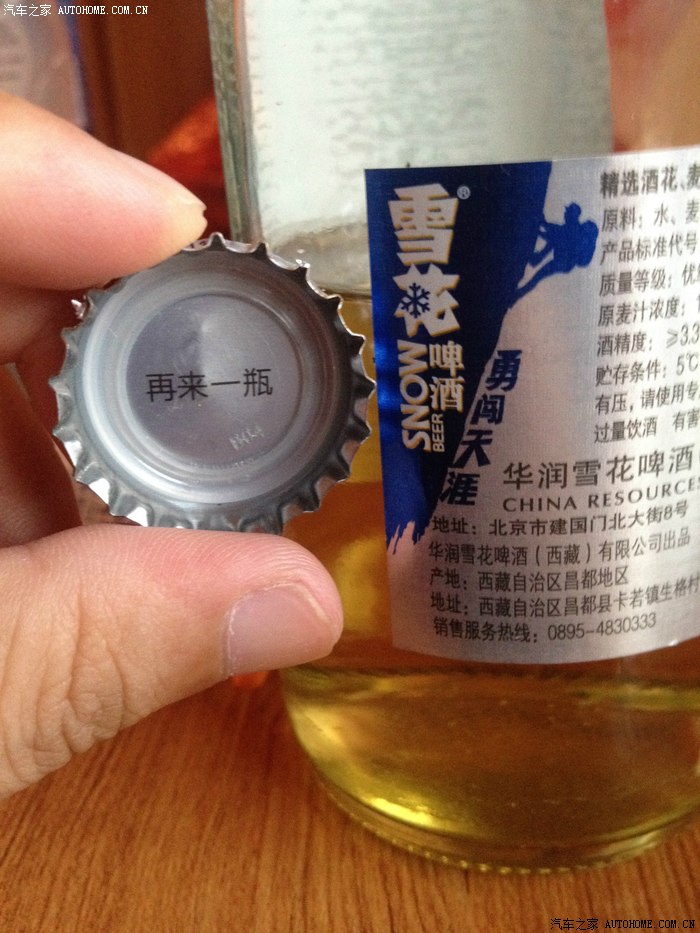 汽车之家 AUTOHOME.COM.CN
再来一瓶
雪花®
SNOW
啤酒
BEER
勇闯天涯
精选酒花、麦
原料：水、麦
产品标准代号
质量等级：优
原麦汁浓度：
酒精度：≥3.3
贮存条件：5℃
有压，请使用专
过量饮酒 有害
华润雪花啤酒
CHINA RESOURCES
地址：北京市建国门北大街8号
华润雪花啤酒（西藏）有限公司出品
产地：西藏自治区昌都地区
地址：西藏自治区昌都县卡若镇生格村
销售服务热线：0895-4830333
汽车之家 AUTOHOME.COM.CN